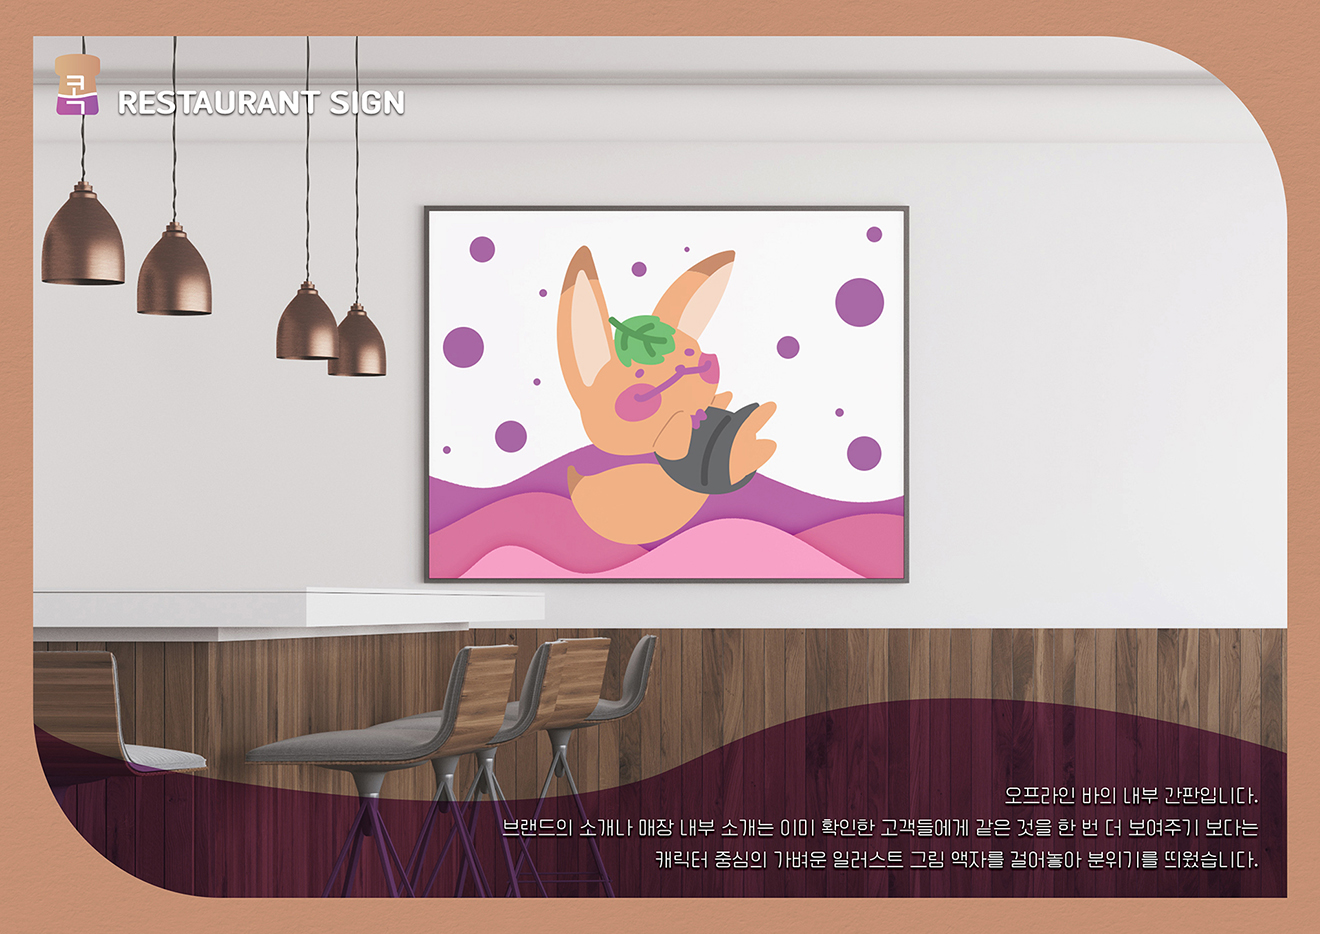 콕
RESTAURANT SIGN
오프라인 바의 내부 간판입니다.
브랜드의 소개나 매장 내부 소개는 이미 확인한 고객들에게 같은 것을 한 번 더 보여주기 보다는
캐릭터 중심의 가벼운 일러스트 그림 액자를 걸어놓아 분위기를 띄웠습니다.